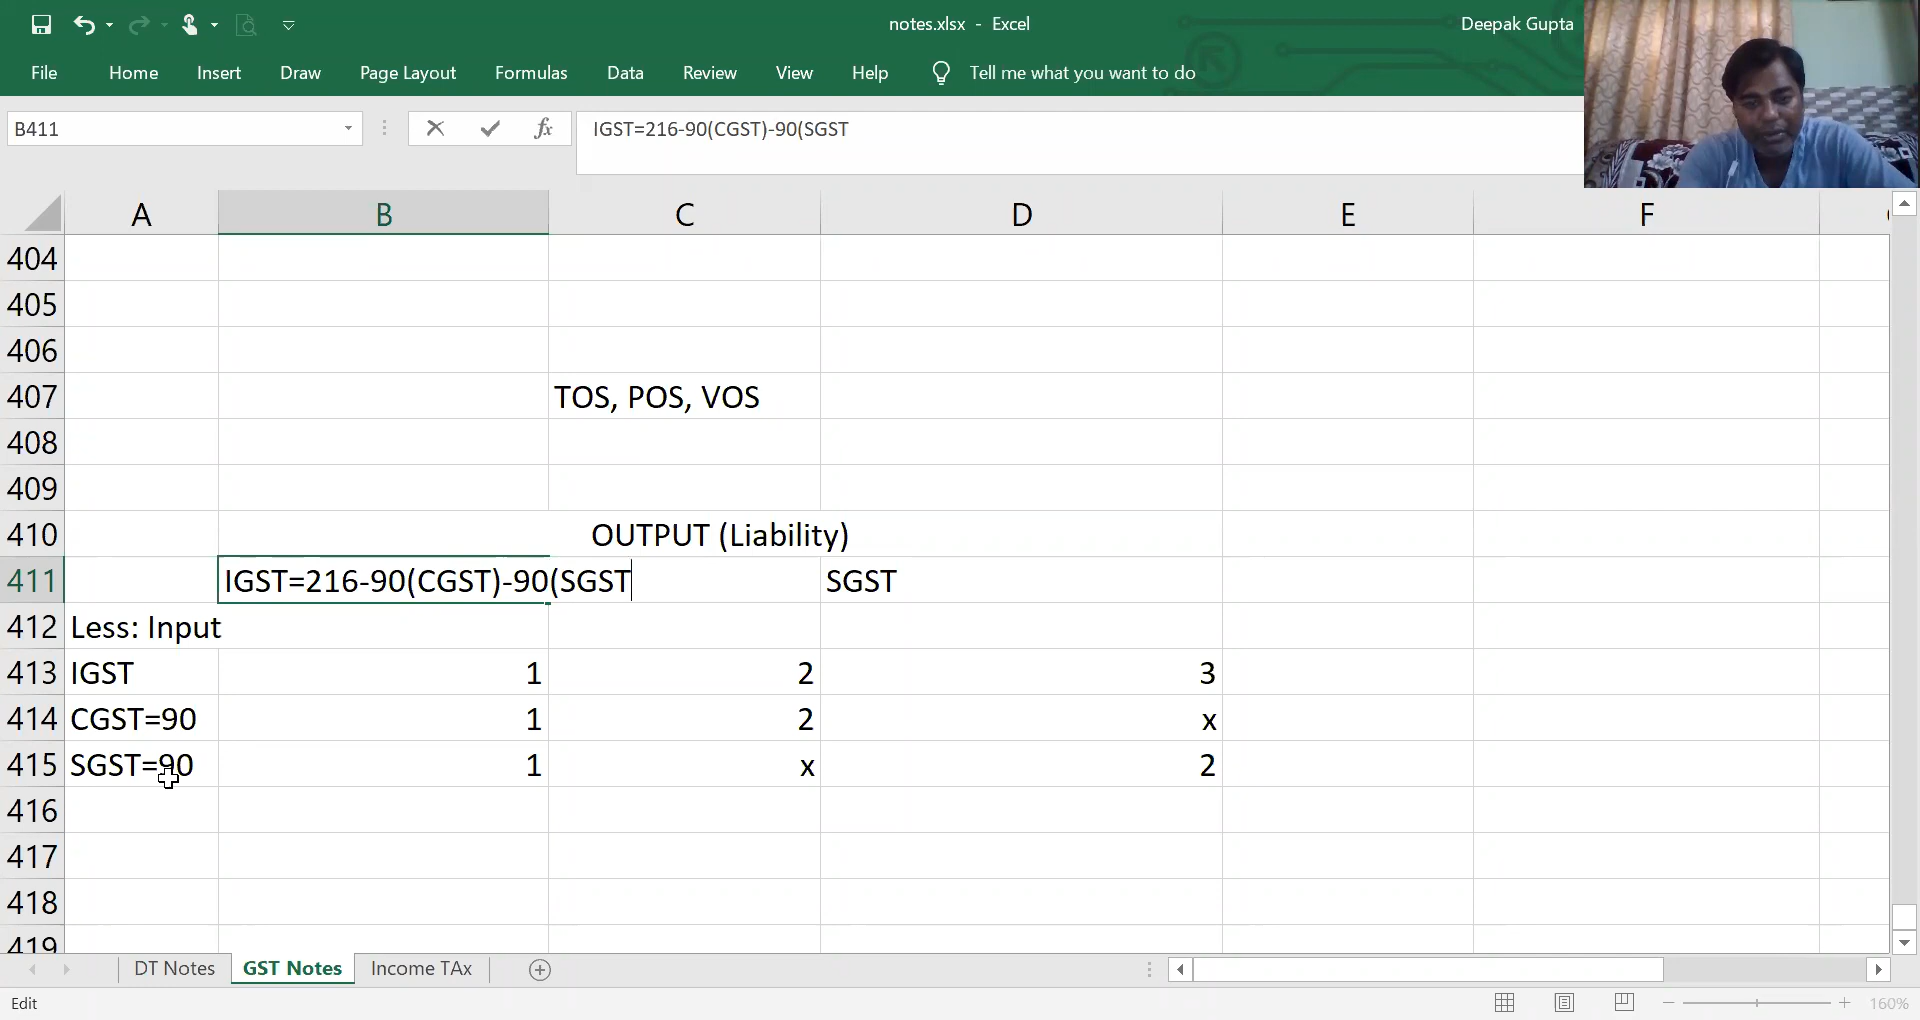 notes.xlsx - Excel
Deepak Gupta
File Home Insert Draw Page Layout Formulas Data Review View Help Tell me what you want to do
B411
fx
IGST=216-90(CGST)-90(SGST
A B C D E F
404
405
406
407 TOS, POS, VOS
408
409
410 OUTPUT (Liability)
411 IGST=216-90(CGST)-90(SGST SGST
412 Less: Input
413 IGST 1 2 3
414 CGST=90 1 2 x
415 SGST=90 1 x 2
416
417
418
419
DT Notes GST Notes Income TAx
Edit
160%